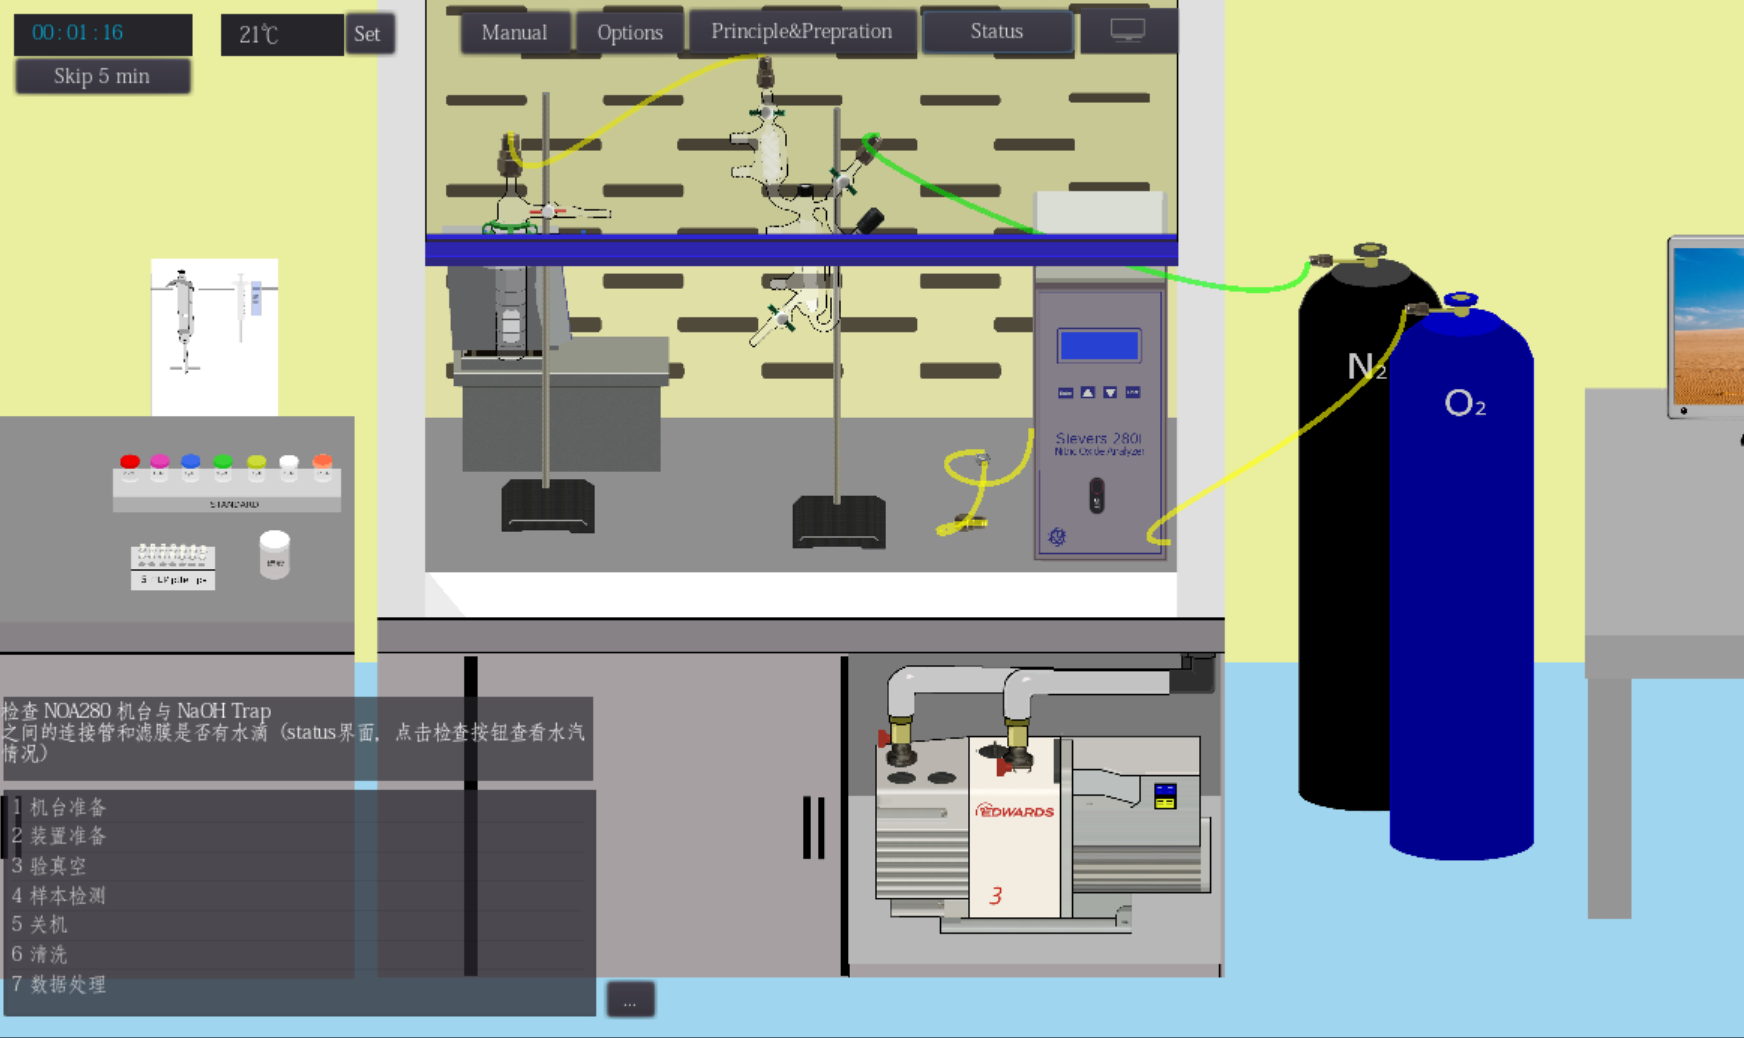 00:01:16
21℃
Set
Manual
Options
Principle&Prepration
Status
Skip 5 min
N₂
O₂
Sievers 280i
Nitric Oxide Analyzer
STANDARD
检查 NOA280 机台与 NaOH Trap
之间的连接管和滤膜是否有水滴（status界面，点击检查按钮查看水汽
情况）
EDWARDS
3
1 机台准备
2 装置准备
3 验真空
4 样本检测
5 关机
6 清洗
7 数据处理
...